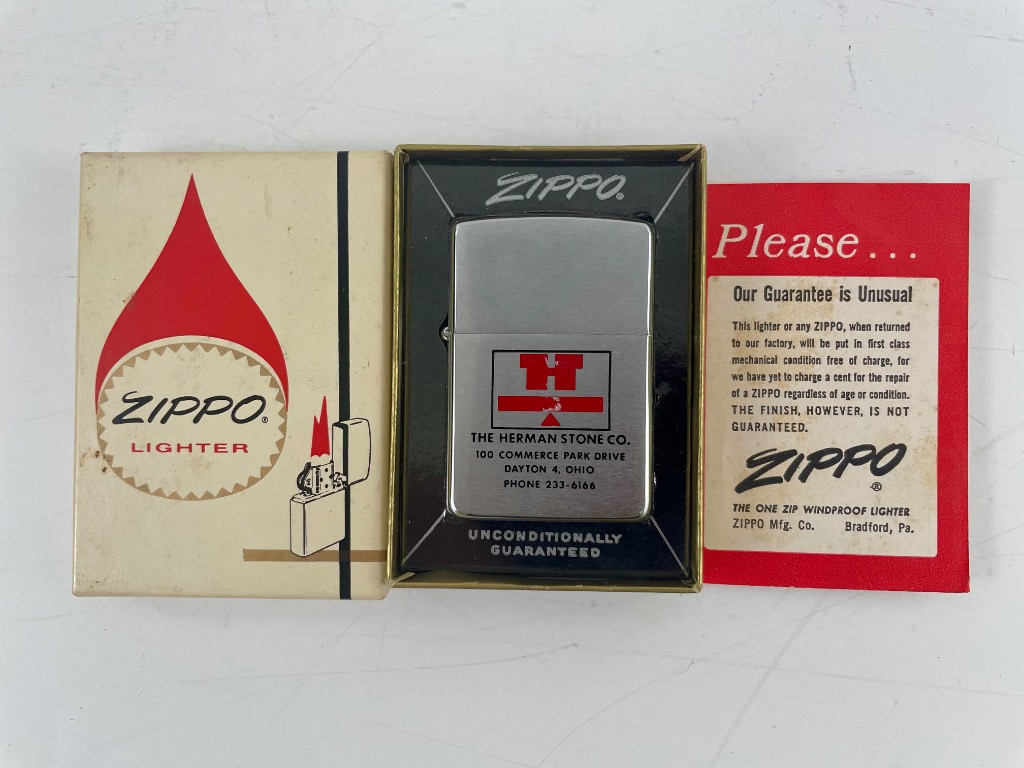 ZIPPO®
LIGHTER
ZIPPO®
H
THE HERMAN STONE CO.
100 COMMERCE PARK DRIVE
DAYTON 4, OHIO
PHONE 233-6166
UNCONDITIONALLY
GUARANTEED
Please...
Our Guarantee is Unusual
This lighter or any ZIPPO, when returned
to our factory, will be put in first class
mechanical condition free of charge, for
we have yet to charge a cent for the repair
of a ZIPPO regardless of age or condition.
THE FINISH, HOWEVER, IS NOT
GUARANTEED.
ZIPPO®
THE ONE ZIP WINDPROOF LIGHTER
ZIPPO Mfg. Co. Bradford, Pa.